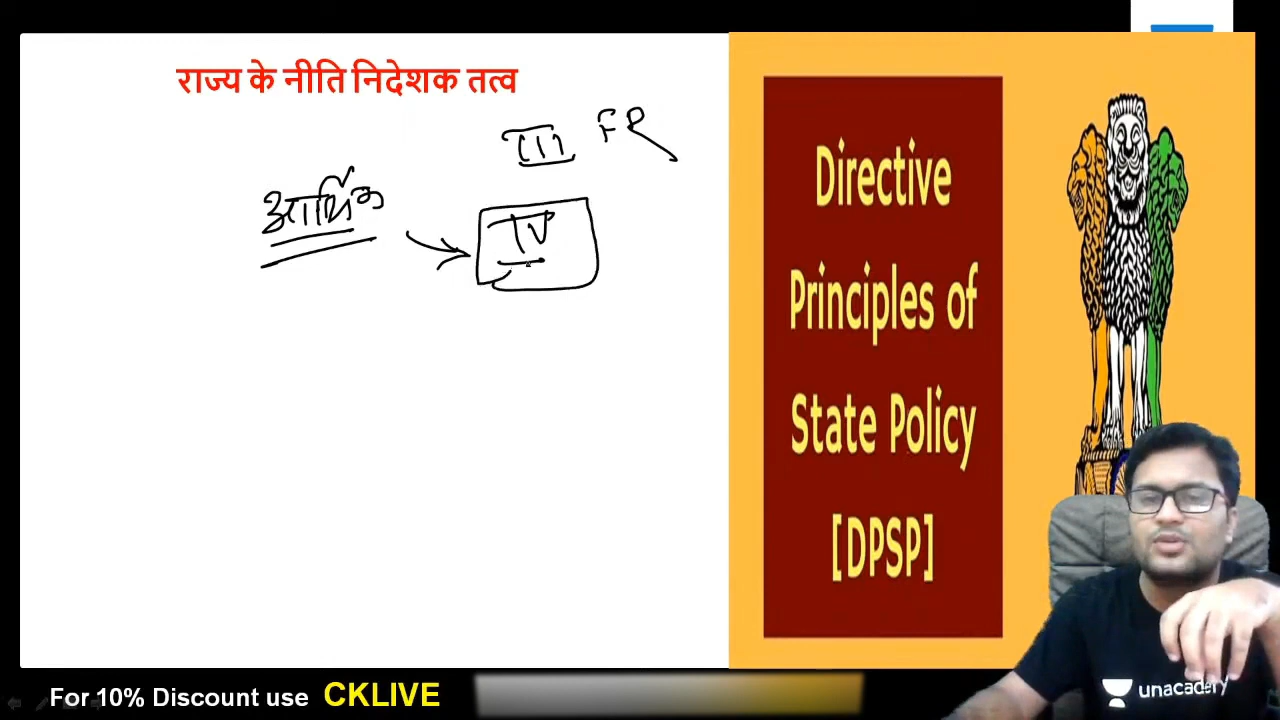 राज्य के नीति निदेशक तत्व
III FR
आर्थिक
IV
Directive
Principles of
State Policy
[DPSP]
unacademy
For 10% Discount use CKLIVE